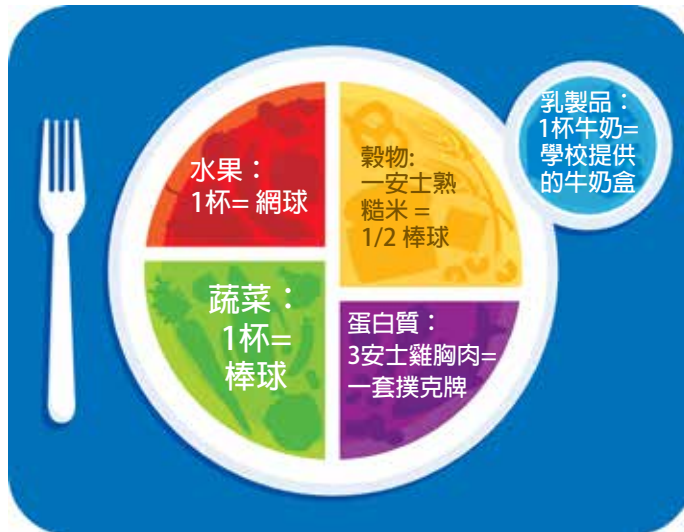 水果：
1杯= 網球
穀物:
一安士熟
糙米 =
1/2 棒球
乳製品：
1杯牛奶=
學校提供
的牛奶盒
蔬菜：
1杯=
棒球
蛋白質：
3安士雞胸肉=
一套撲克牌